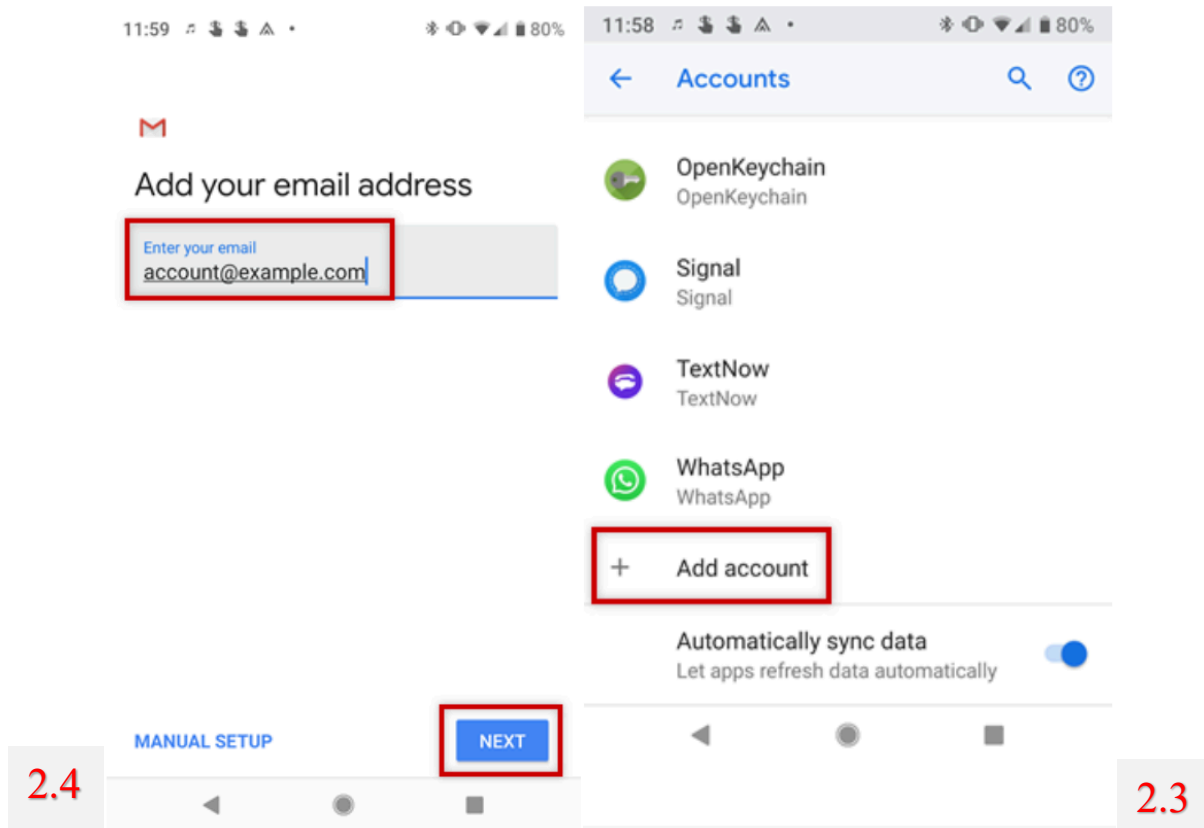 11:59
80%
Add your email address
Enter your email
account@example.com
MANUAL SETUP
NEXT
2.4
11:58
80%
Accounts
OpenKeychain
OpenKeychain
Signal
Signal
TextNow
TextNow
WhatsApp
WhatsApp
+ Add account
Automatically sync data
Let apps refresh data automatically
2.3